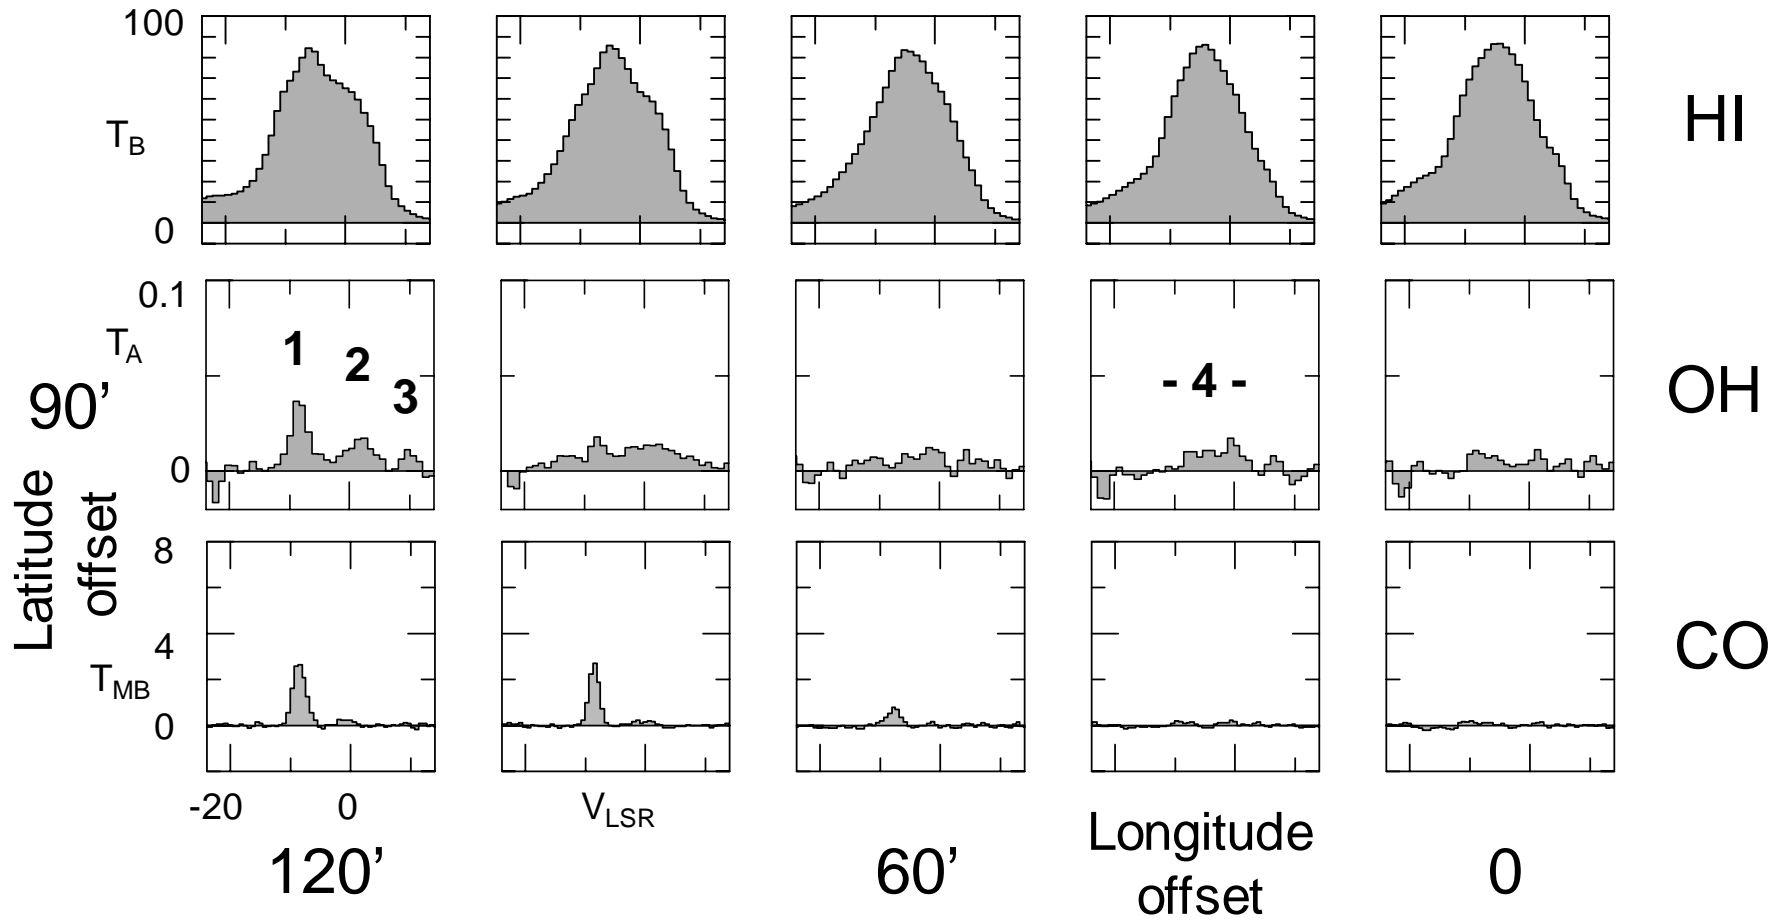 100
T_B
0
HI
0.1
T_A
0
1
2
3
- 4 -
OH
90’
Latitude
offset
8
4
T_MB
0
CO
-20
0
V_LSR
120’
60’
Longitude
offset
0